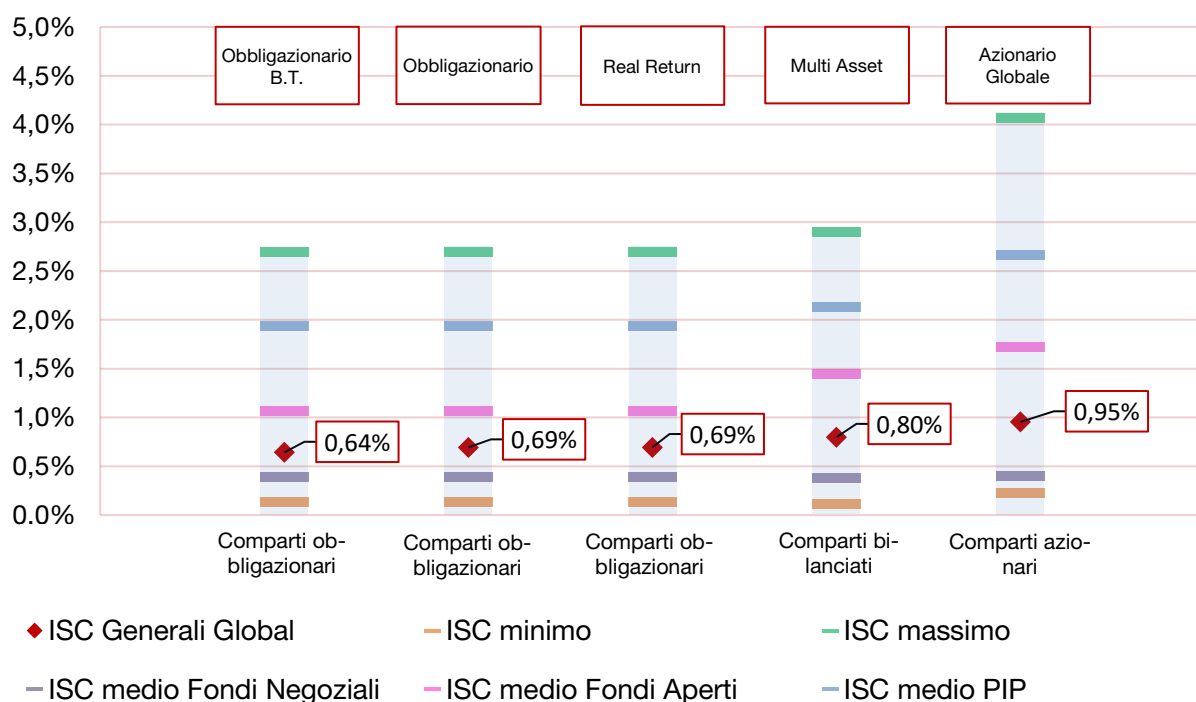 5,0%
4,5%
4,0%
3,5%
3,0%
2,5%
2,0%
1,5%
1,0%
0,5%
0.0%
Obbligazionario
B.T.
Obbligazionario
Real Return
Multi Asset
Azionario
Globale
0,64%
0,69%
0,69%
0,80%
0,95%
Comparti ob-
bligazionari
Comparti ob-
bligazionari
Comparti ob-
bligazionari
Comparti bi-
lanciati
Comparti azio-
nari
ISC Generali Global
ISC minimo
ISC massimo
ISC medio Fondi Negoziali
ISC medio Fondi Aperti
ISC medio PIP